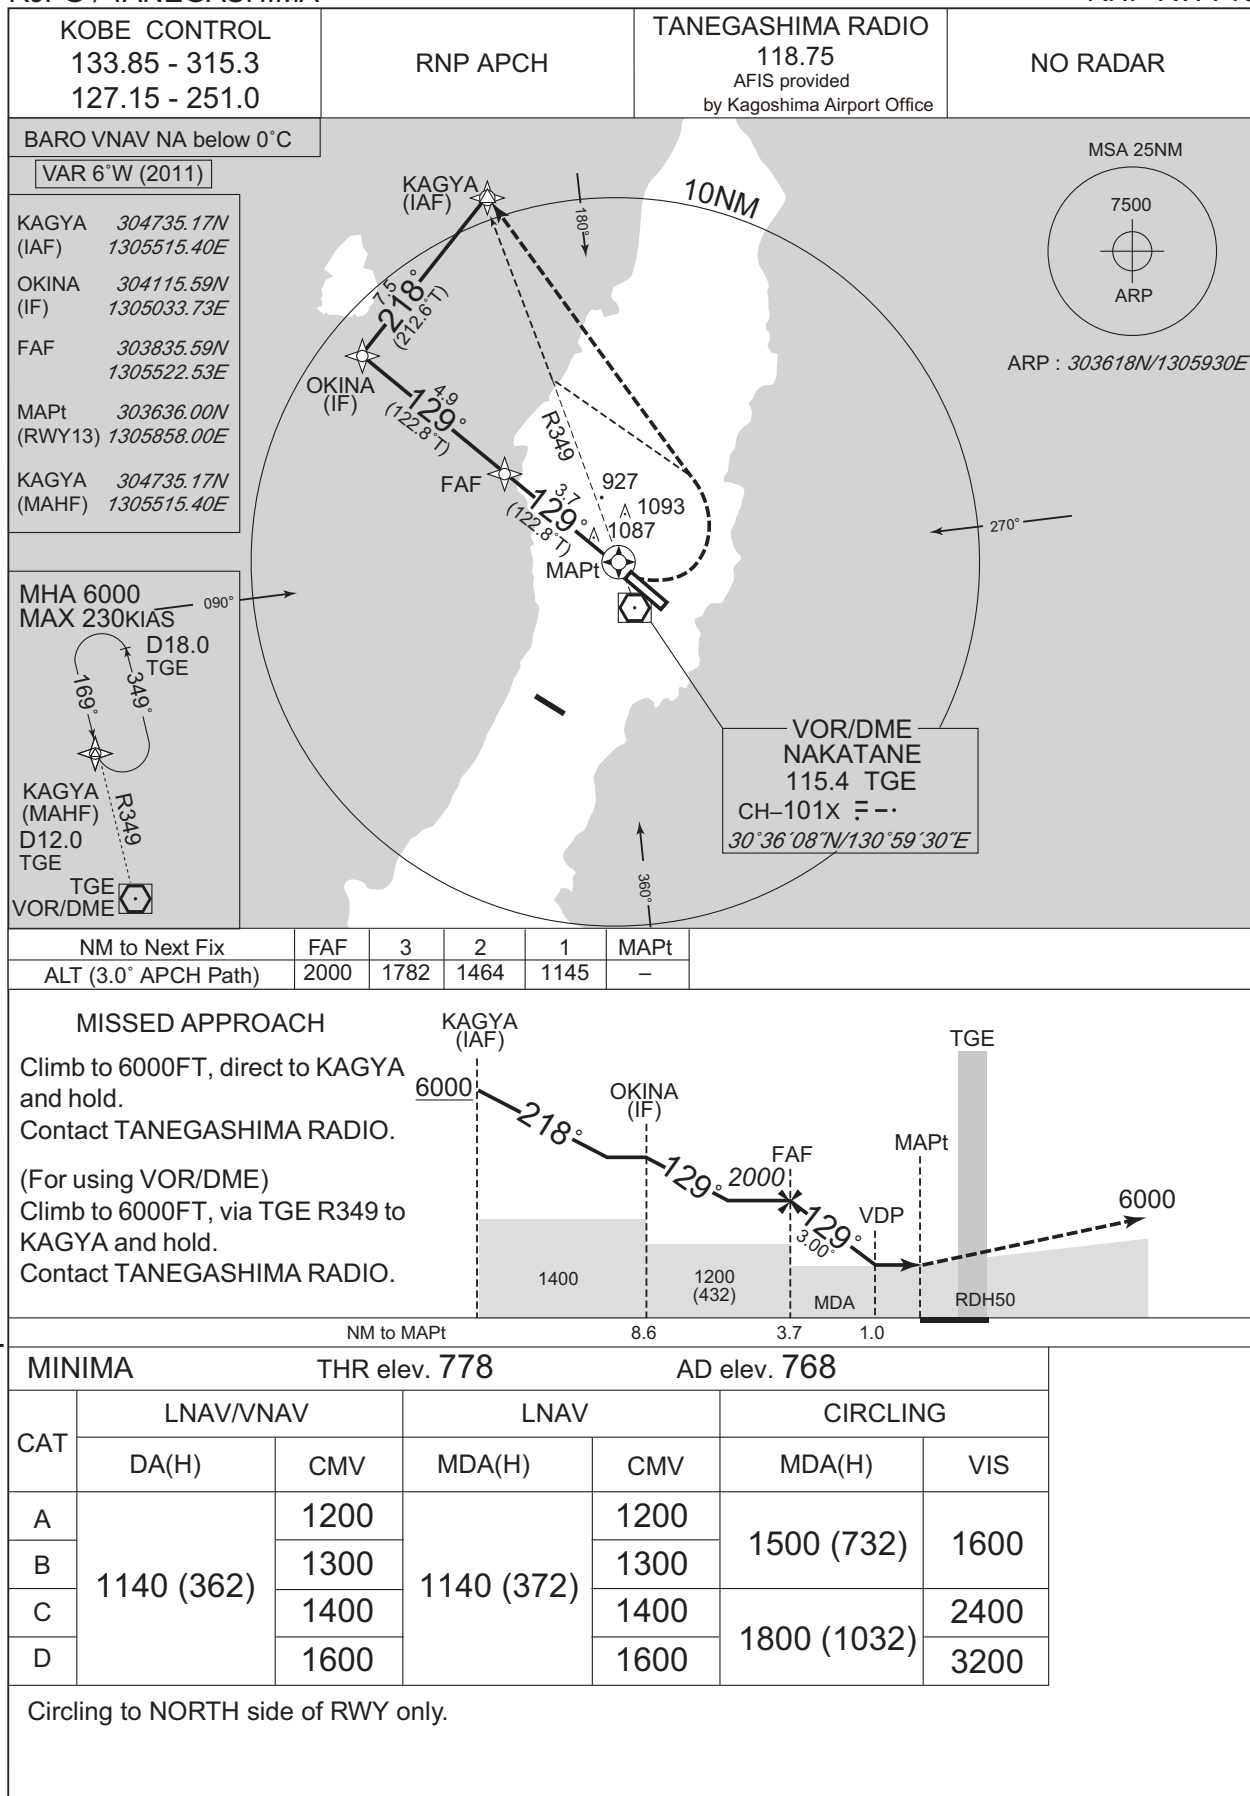 KOBE CONTROL
133.85 - 315.3
127.15 - 251.0
RNP APCH
TANEGASHIMA RADIO
118.75
AFIS provided
by Kagoshima Airport Office
NO RADAR
BARO VNAV NA below 0°C
VAR 6°W (2011)
KAGYA 304735.17N
(IAF) 1305515.40E
OKINA 304115.59N
(IF) 1305033.73E
FAF 303835.59N
1305522.53E
MAPt 303636.00N
(RWY13) 1305858.00E
KAGYA 304735.17N
(MAHF) 1305515.40E
KAGYA
(IAF)
180°
10NM
MSA 25NM
7500
ARP
ARP : 303618N/1305930E
7.5
218°
(212.6°T)
OKINA
(IF)
4.9
129°
(122.8°T)
R349
FAF
3.7
129°
(122.8°T)
927
1093
1087
MAPt
270°
090°
360°
MHA 6000
MAX 230KIAS
D18.0
TGE
169°
349°
KAGYA
(MAHF)
D12.0
TGE
R349
TGE
VOR/DME
VOR/DME
NAKATANE
115.4 TGE
CH–101X
30°36´08˝N/130°59´30˝E
NM to Next Fix FAF 3 2 1 MAPt
ALT (3.0° APCH Path) 2000 1782 1464 1145 –
MISSED APPROACH
Climb to 6000FT, direct to KAGYA
and hold.
Contact TANEGASHIMA RADIO.
(For using VOR/DME)
Climb to 6000FT, via TGE R349 to
KAGYA and hold.
Contact TANEGASHIMA RADIO.
KAGYA
(IAF)
6000
218°
OKINA
(IF)
129°
2000
FAF
129°
3.00°
VDP
MAPt
TGE
6000
1400
1200
(432)
MDA
RDH50
NM to MAPt 8.6 3.7 1.0
MINIMA THR elev. 778 AD elev. 768
CAT LNAV/VNAV LNAV CIRCLING
DA(H) CMV MDA(H) CMV MDA(H) VIS
A 1140 (362) 1200 1140 (372) 1200 1500 (732) 1600
B 1300 1300
C 1400 1400 1800 (1032) 2400
D 1600 1600 3200
Circling to NORTH side of RWY only.